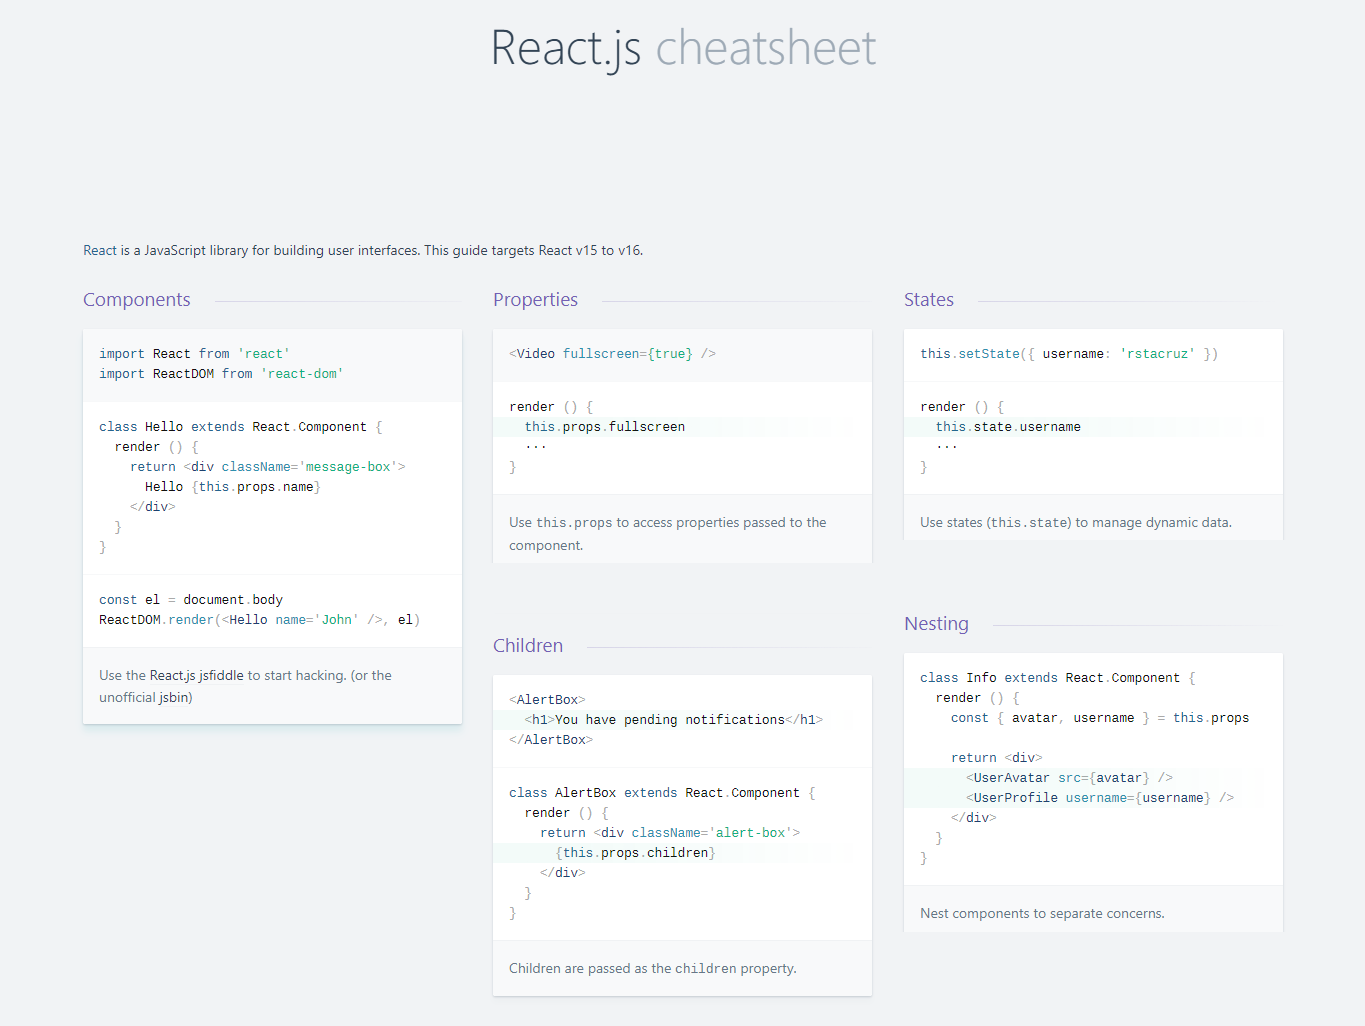 React.js cheatsheet
React is a JavaScript library for building user interfaces. This guide targets React v15 to v16.
Components
import React from 'react'
import ReactDOM from 'react-dom'
class Hello extends React.Component {
  render () {
    return <div className='message-box'>
      Hello {this.props.name}
    </div>
  }
}
const el = document.body
ReactDOM.render(<Hello name='John' />, el)
Use the React.js jsfiddle to start hacking. (or the
unofficial jsbin)
Properties
<Video fullscreen={true} />
render () {
  this.props.fullscreen
  ...
}
Use this.props to access properties passed to the
component.
States
this.setState({ username: 'rstacruz' })
render () {
  this.state.username
  ...
}
Use states (this.state) to manage dynamic data.
Children
<AlertBox>
  <h1>You have pending notifications</h1>
</AlertBox>
class AlertBox extends React.Component {
  render () {
    return <div className='alert-box'>
      {this.props.children}
    </div>
  }
}
Children are passed as the children property.
Nesting
class Info extends React.Component {
  render () {
    const { avatar, username } = this.props
    return <div>
      <UserAvatar src={avatar} />
      <UserProfile username={username} />
    </div>
  }
}
Nest components to separate concerns.